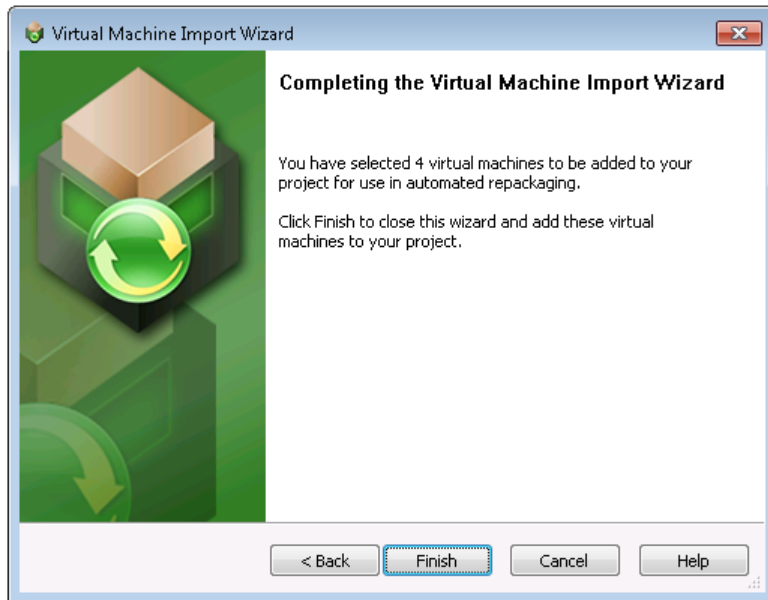 Virtual Machine Import Wizard
Completing the Virtual Machine Import Wizard
You have selected 4 virtual machines to be added to your
project for use in automated repackaging.
Click Finish to close this wizard and add these virtual
machines to your project.
< Back Finish Cancel Help